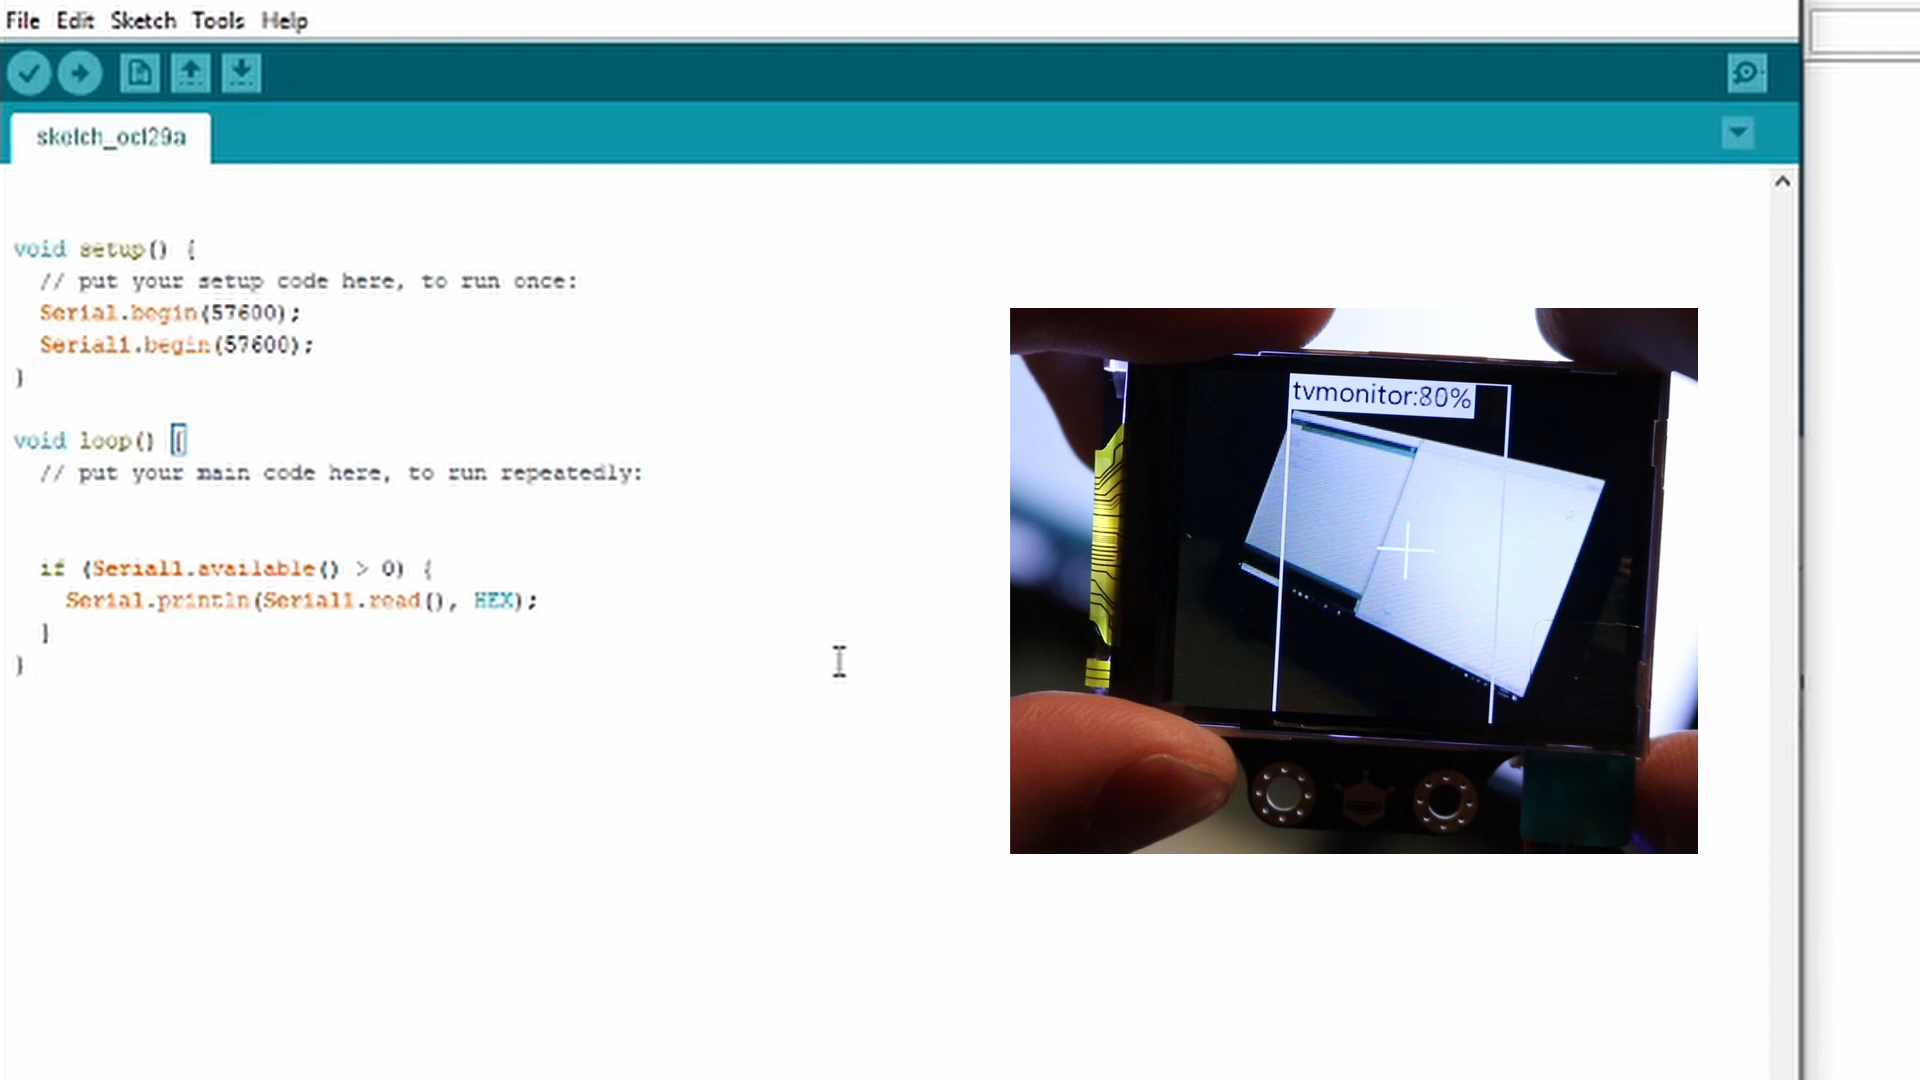 File Edit Sketch Tools Help
sketch_oct29a
void setup() {
// put your setup code here, to run once:
Serial.begin(57600);
Serial1.begin(57600);
}
void loop() {
// put your main code here, to run repeatedly:
if (Serial1.available() > 0) {
Serial.println(Serial1.read(), HEX);
}
}
tvmonitor:80%